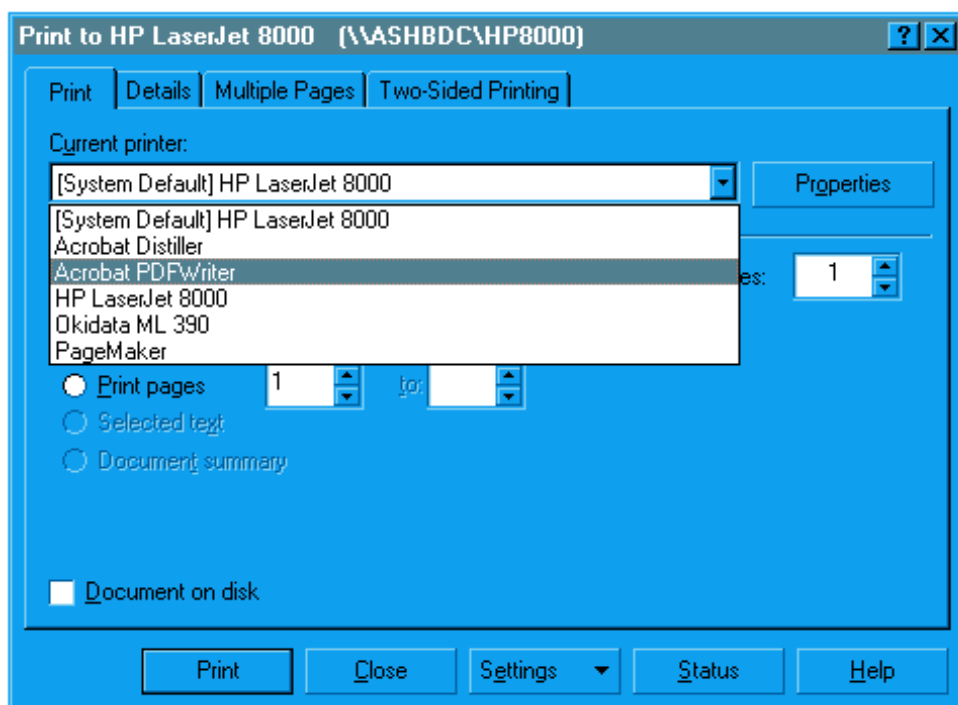 Print to HP LaserJet 8000 (\\ASHBDC\HP8000)
Print Details Multiple Pages Two-Sided Printing
Current printer:
[System Default] HP LaserJet 8000 Properties
[System Default] HP LaserJet 8000
Acrobat Distiller
Acrobat PDFWriter
es: 1
HP LaserJet 8000
Okidata ML 390
PageMaker
Print pages 1 to:
Selected text
Document summary
Document on disk
Print Close Settings Status Help